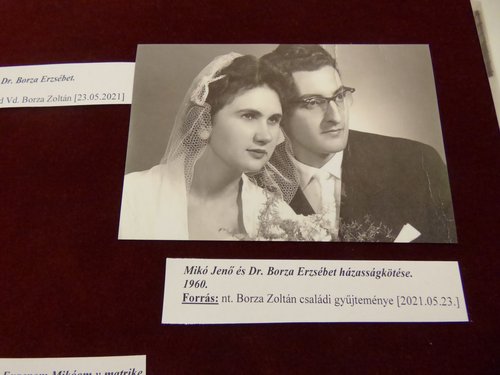 Dr. Borza Erzsébet.
Vd. Borza Zoltán [23.05.2021]
Mikó Jenő és Dr. Borza Erzsébet házasságkötése.
1960.
Forrás: nt. Borza Zoltán családi gyűjteménye [2021.05.23.]